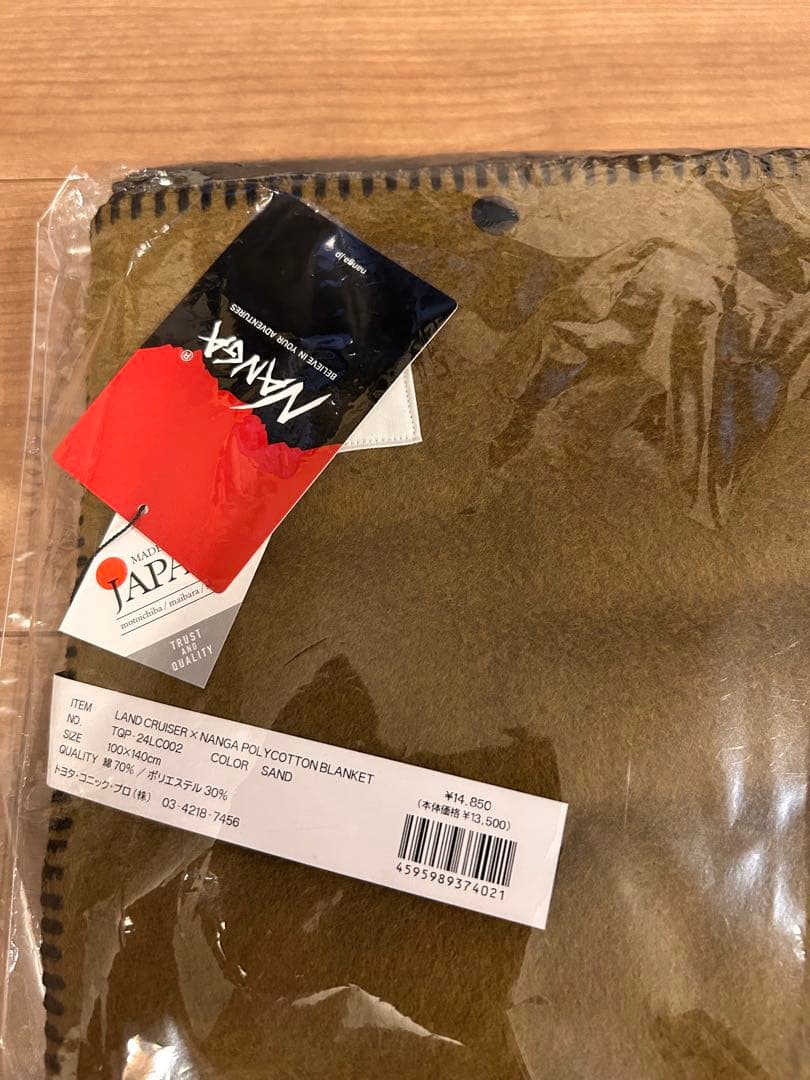 nanga.jp
BELIEVE IN YOUR ADVENTURES
NANGA®
MADE
JAPA
motoichiba / maibara /
TRUST
AND
QUALITY
ITEM LAND CRUISER × NANGA POLYCOTTON BLANKET
NO. TQP-24LC002 COLOR SAND
SIZE 100×140cm
QUALITY 綿70% / ポリエステル30%
トヨタ・コニック・プロ(株) 03-4218-7456
¥14,850
(本体価格 ¥13,500)
4595989374021